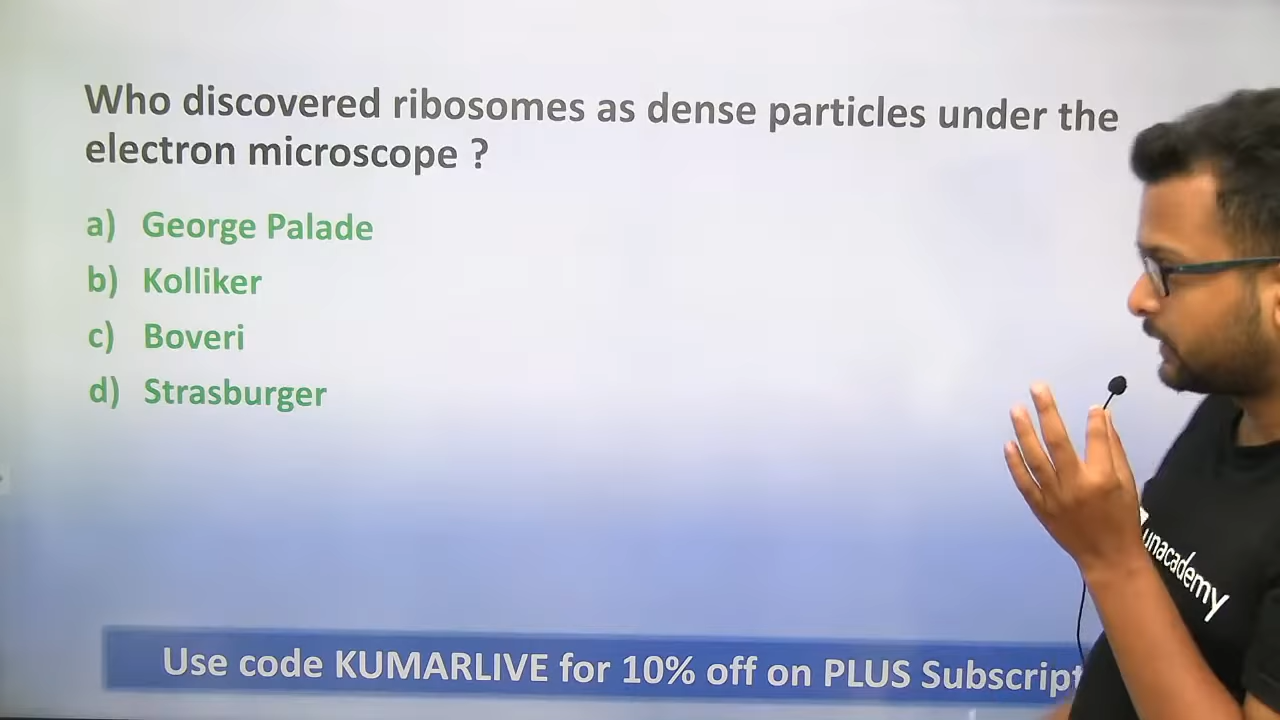 Who discovered ribosomes as dense particles under the
electron microscope ?
a) George Palade
b) Kolliker
c) Boveri
d) Strasburger
unacademy
Use code KUMARLIVE for 10% off on PLUS Subscript